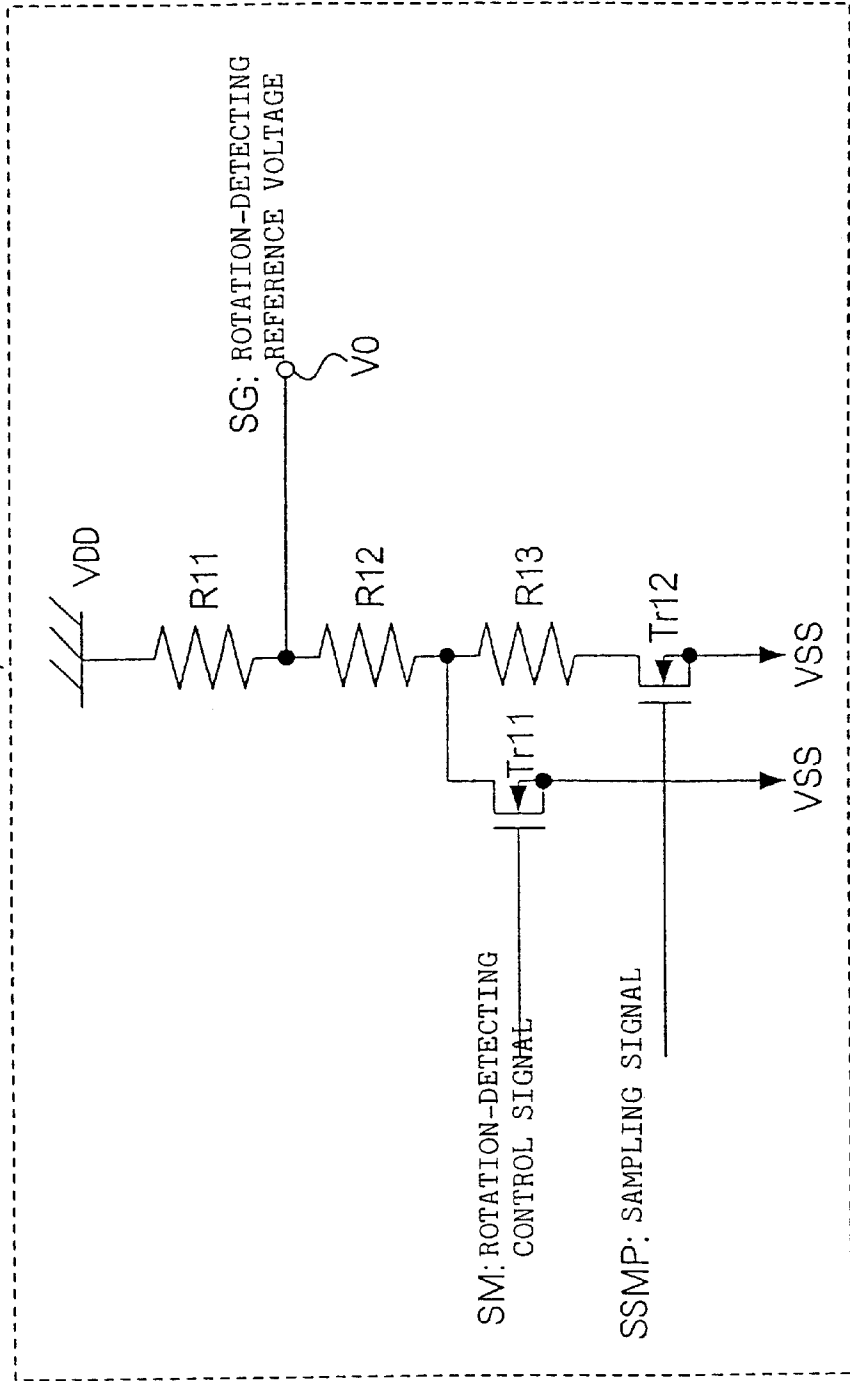 VDD
R11
SG: ROTATION-DETECTING
REFERENCE VOLTAGE
VO
R12
R13
Tr11
Tr12
SM: ROTATION-DETECTING
CONTROL SIGNAL
SSMP: SAMPLING SIGNAL
VSS
VSS